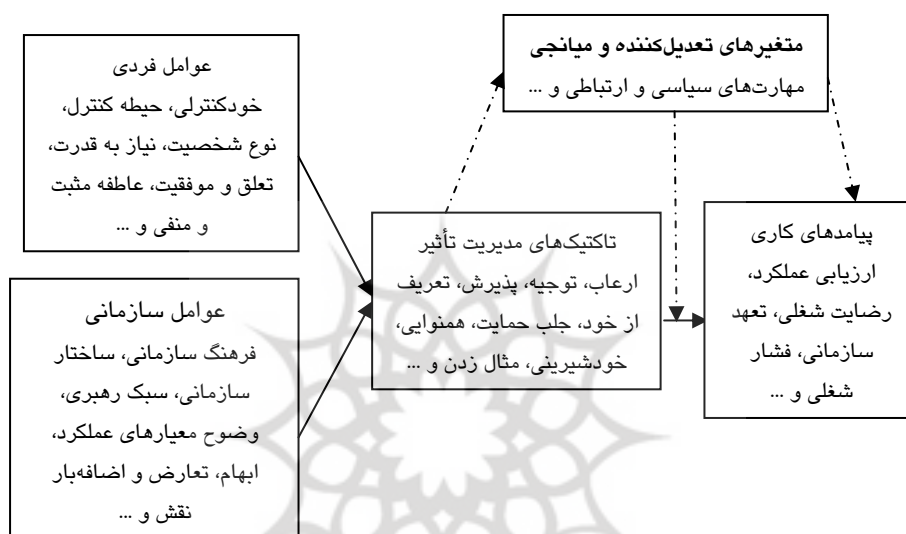 متغیرهای تعدیل‌کننده و میانجی
مهارت‌های سیاسی و ارتباطی و ...
عوامل فردی
خودکنترلی، حیطه کنترل،
نوع شخصیت، نیاز به قدرت،
تعلق و موفقیت، عاطفه مثبت
و منفی و ...
تاکتیک‌های مدیریت تأثیر
ارعاب، توجیه، پذیرش، تعریف
از خود، جلب حمایت، همنوایی،
خودشیرینی، مثال زدن و ...
پیامدهای کاری
ارزیابی عملکرد،
رضایت شغلی، تعهد
سازمانی، فشار
شغلی و ...
عوامل سازمانی
فرهنگ سازمانی، ساختار
سازمانی، سبک رهبری،
وضوح معیارهای عملکرد،
ابهام، تعارض و اضافه‌بار
نقش و ...